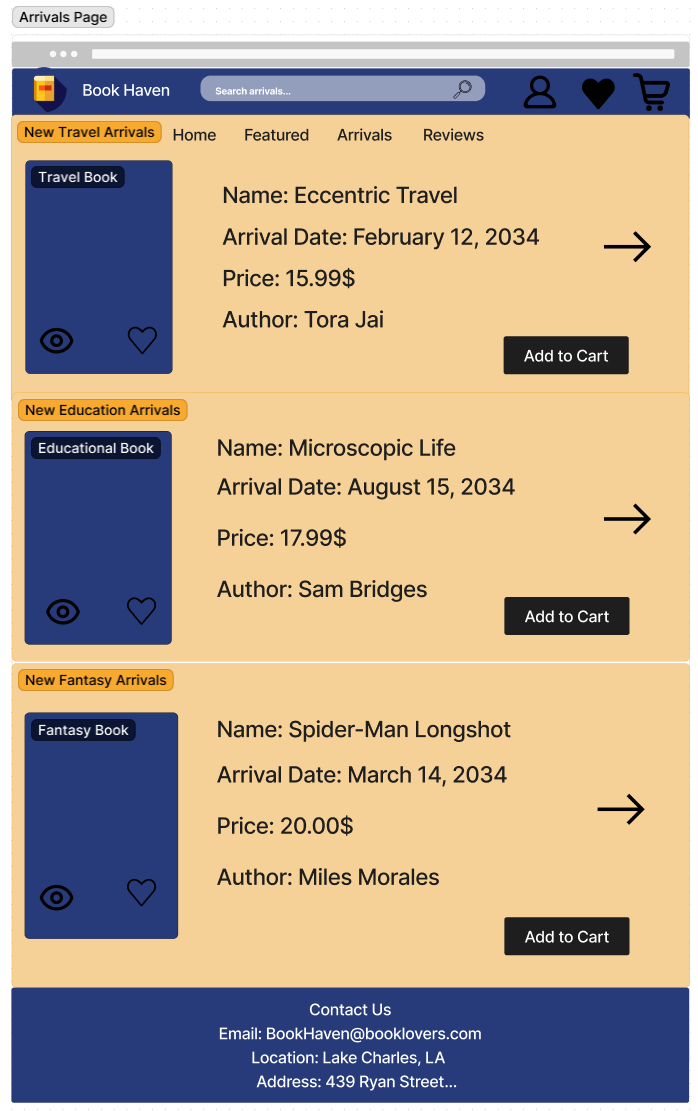 Arrivals Page
Book Haven
Search arrivals...
New Travel Arrivals
Home Featured Arrivals Reviews
Travel Book
Name: Eccentric Travel
Arrival Date: February 12, 2034
Price: 15.99$
Author: Tora Jai
Add to Cart
New Education Arrivals
Educational Book
Name: Microscopic Life
Arrival Date: August 15, 2034
Price: 17.99$
Author: Sam Bridges
Add to Cart
New Fantasy Arrivals
Fantasy Book
Name: Spider-Man Longshot
Arrival Date: March 14, 2034
Price: 20.00$
Author: Miles Morales
Add to Cart
Contact Us
Email: BookHaven@booklovers.com
Location: Lake Charles, LA
Address: 439 Ryan Street...